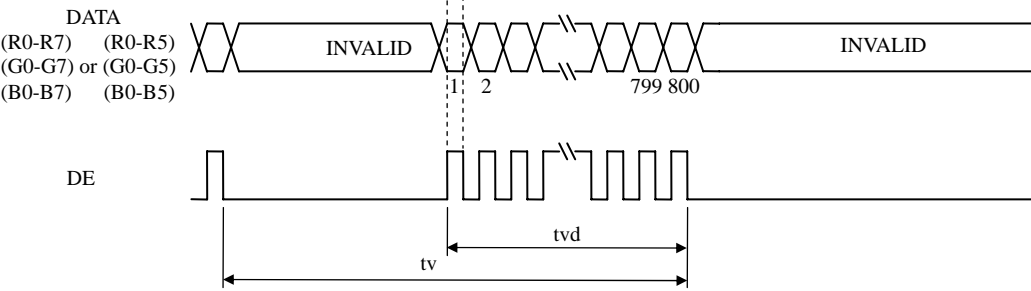 DATA
(R0-R7) (R0-R5)
(G0-G7) or (G0-G5)
(B0-B7) (B0-B5)
INVALID
INVALID
1 2 799 800
DE
tvd
tv